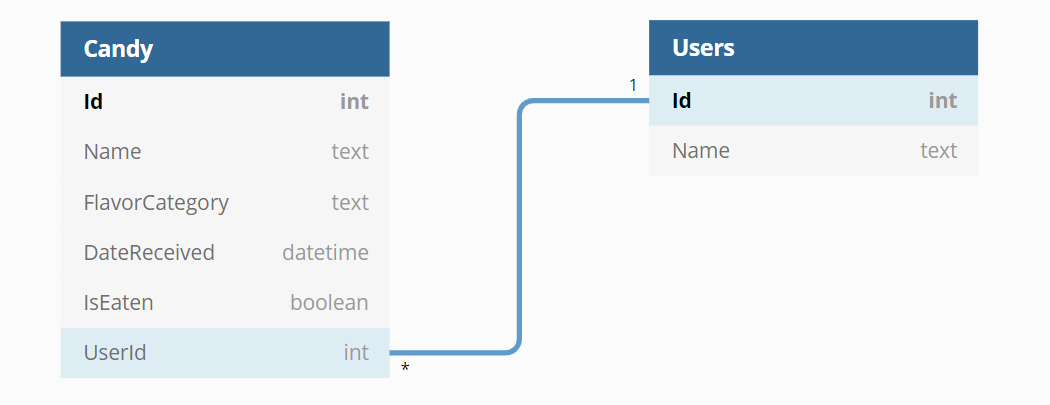 Candy
Id int
Name text
FlavorCategory text
DateReceived datetime
IsEaten boolean
UserId int
*
1
Users
Id int
Name text